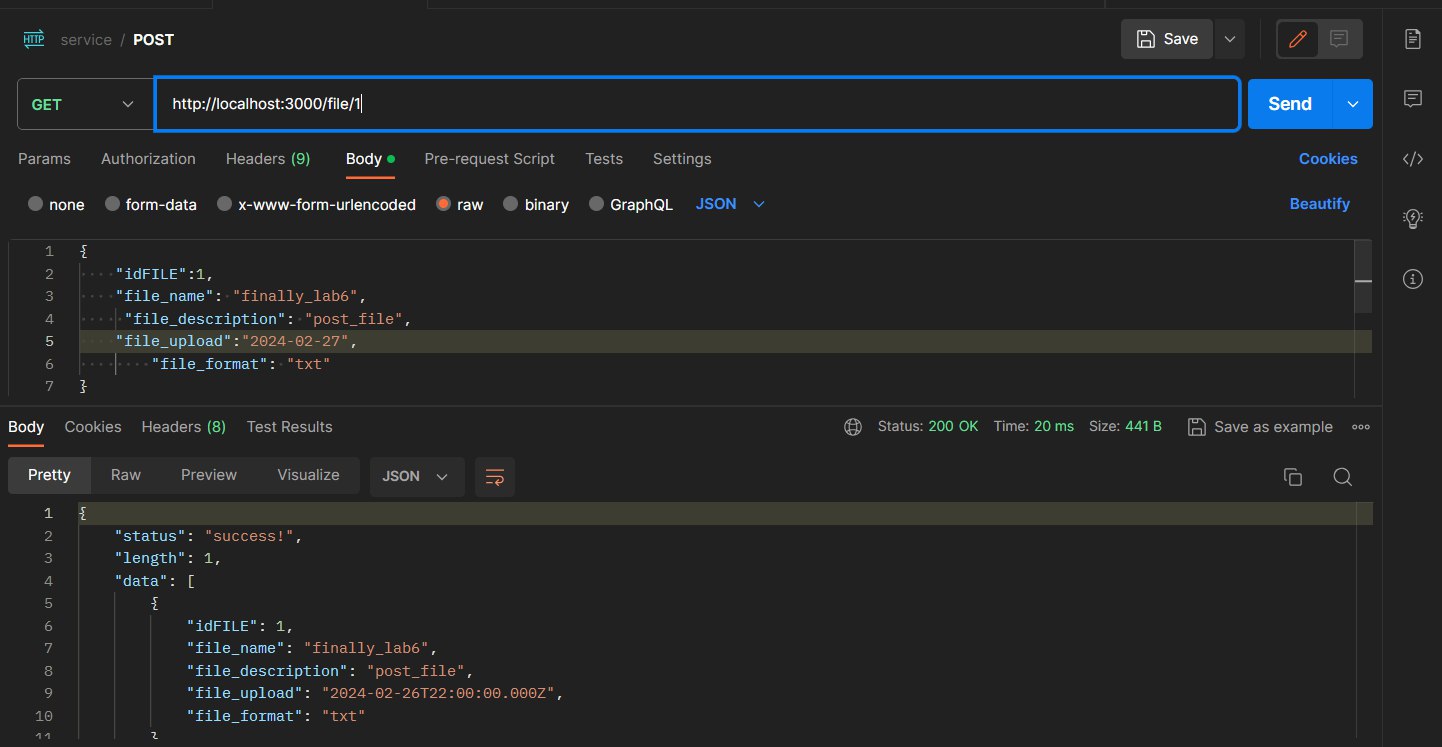 HTTP service / POST Save
GET http://localhost:3000/file/1 Send
Params Authorization Headers (9) Body Pre-request Script Tests Settings Cookies
none form-data x-www-form-urlencoded raw binary GraphQL JSON Beautify
1 {
2 "idFILE":1,
3 "file_name": "finally_lab6",
4 "file_description": "post_file",
5 "file_upload":"2024-02-27",
6 "file_format": "txt"
7 }
Body Cookies Headers (8) Test Results Status: 200 OK Time: 20 ms Size: 441 B Save as example
Pretty Raw Preview Visualize JSON
1 {
2 "status": "success!",
3 "length": 1,
4 "data": [
5 {
6 "idFILE": 1,
7 "file_name": "finally_lab6",
8 "file_description": "post_file",
9 "file_upload": "2024-02-26T22:00:00.000Z",
10 "file_format": "txt"
11 }